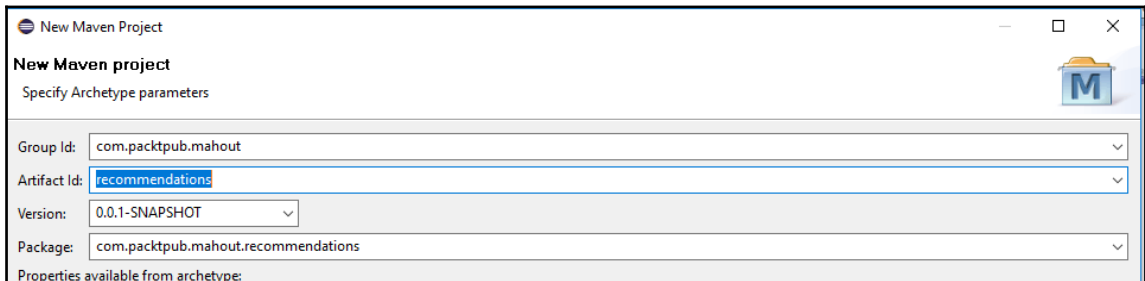 New Maven Project
New Maven project
Specify Archetype parameters
M
Group Id: com.packtpub.mahout
Artifact Id: recommendations
Version: 0.0.1-SNAPSHOT
Package: com.packtpub.mahout.recommendations
Properties available from archetype: